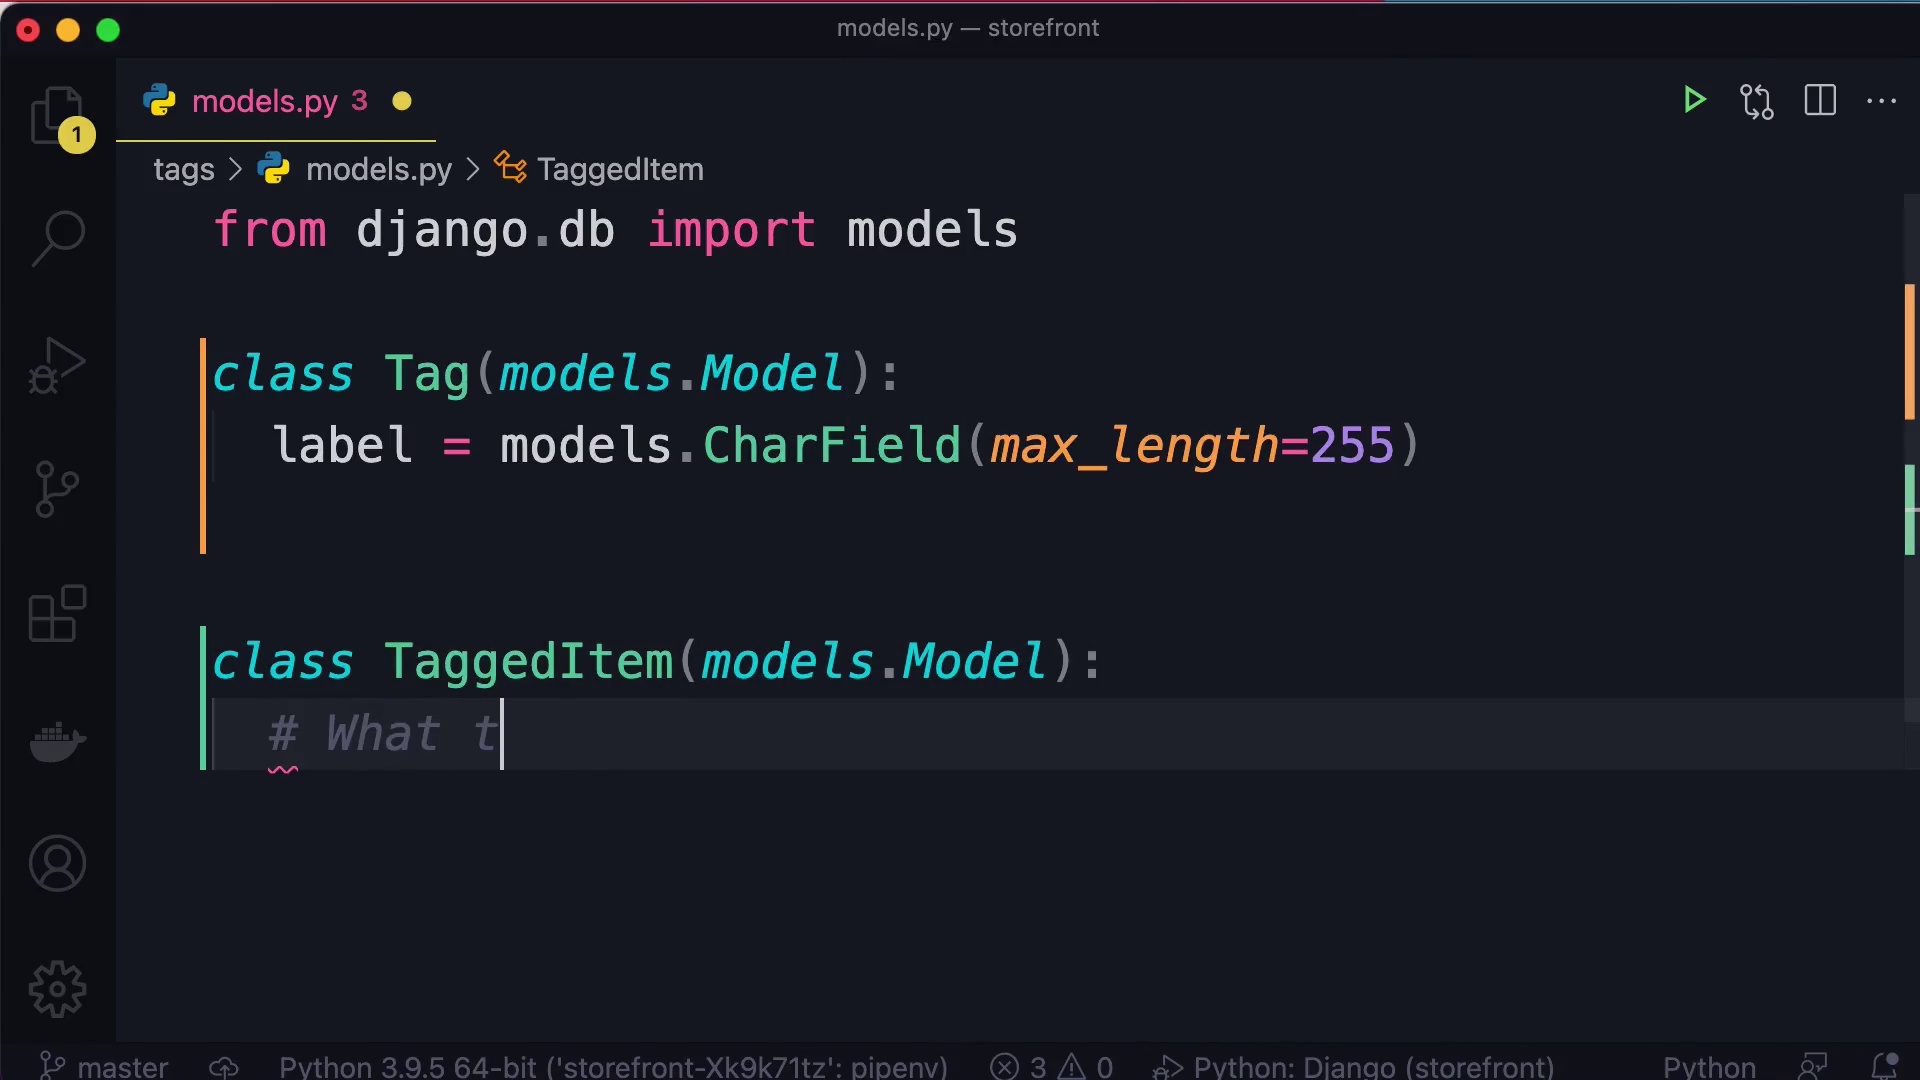 models.py — storefront
models.py 3
1
tags > models.py > TaggedItem
from django.db import models
class Tag(models.Model):
label = models.CharField(max_length=255)
class TaggedItem(models.Model):
# What t
master Python 3.9.5 64-bit ('storefront-Xk9k71tz': pipenv) 3 0 Python: Django (storefront) Python